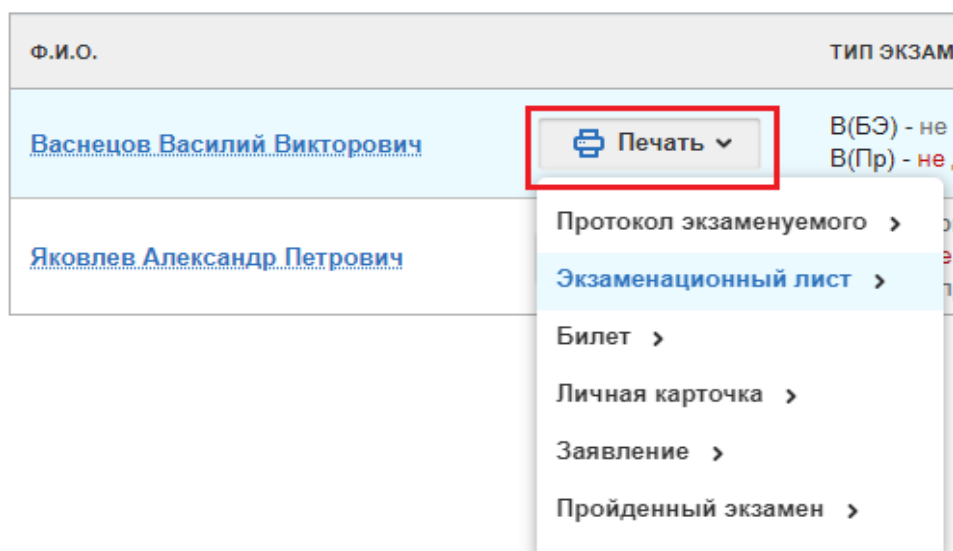 Ф.И.О.
ТИП ЭКЗАМ
Васнецов Василий Викторович
Печать
В(БЭ) - не
В(Пр) - не
Протокол экзаменуемого
Яковлев Александр Петрович
Экзаменационный лист
Билет
Личная карточка
Заявление
Пройденный экзамен